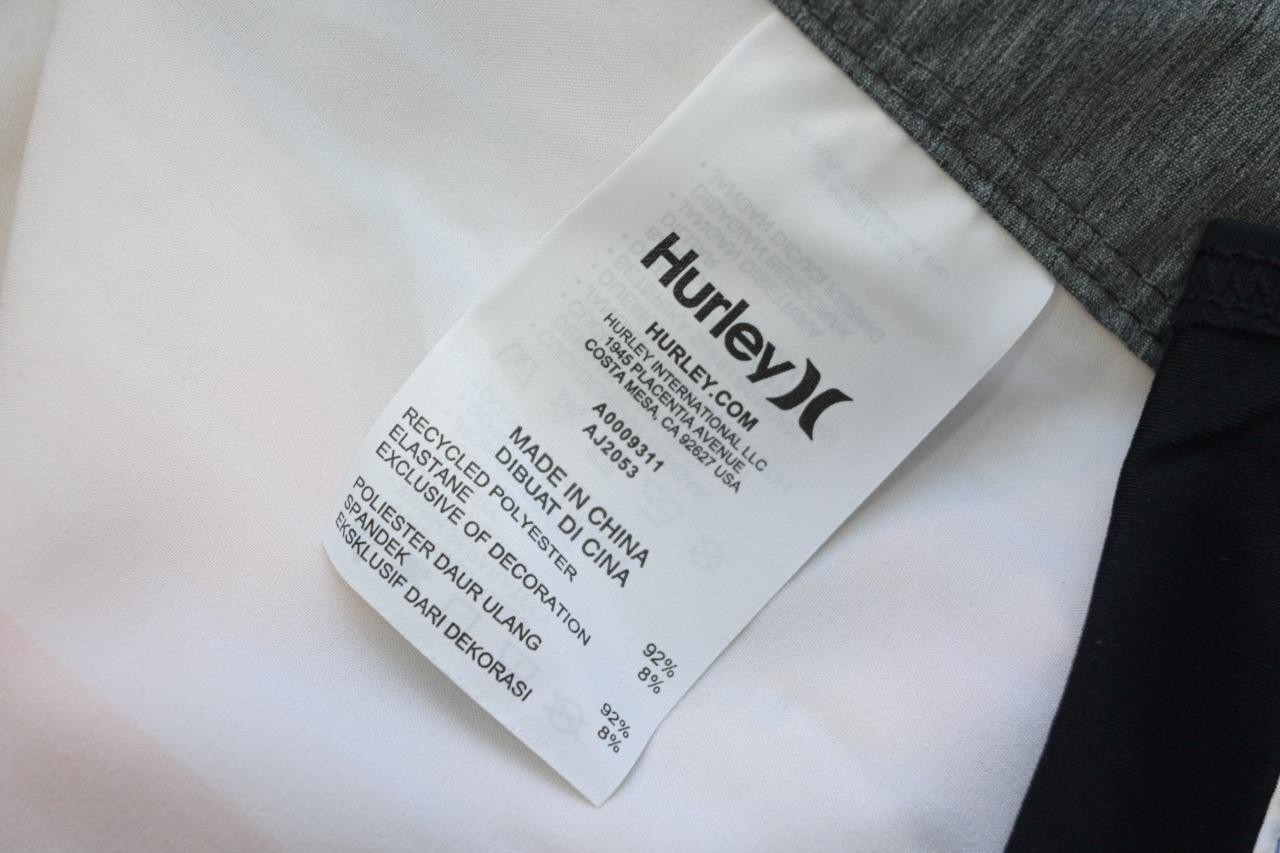 Hurley
HURLEY.COM
HURLEY INTERNATIONAL LLC
1945 PLACENTIA AVENUE
COSTA MESA, CA 92627 USA
A0009311
AJ2053
MADE IN CHINA
DIBUAT DI CINA
RECYCLED POLYESTER 92%
ELASTANE 8%
EXCLUSIVE OF DECORATION
POLIESTER DAUR ULANG 92%
SPANDEK 8%
EKSKLUSIF DARI DEKORASI